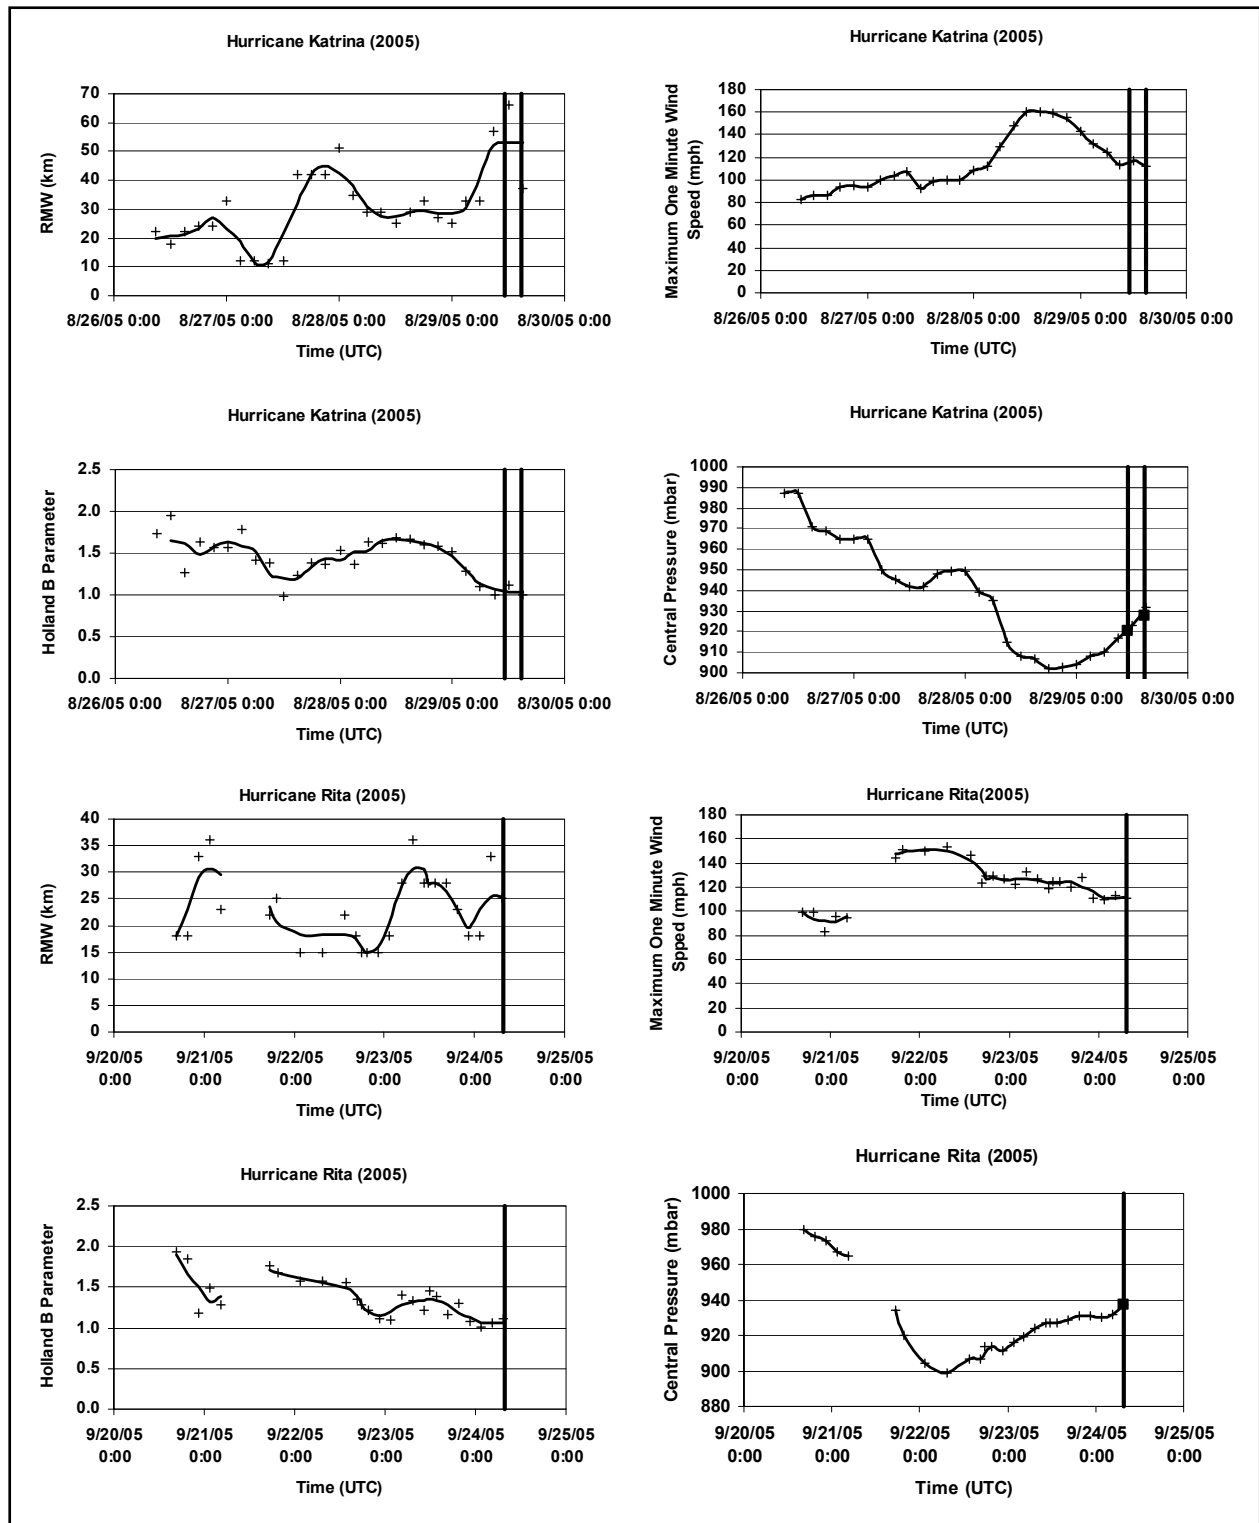 Hurricane Katrina (2005)
RMW (km)
70
60
50
40
30
20
10
0
8/26/05 0:00 8/27/05 0:00 8/28/05 0:00 8/29/05 0:00 8/30/05 0:00
Time (UTC)
Hurricane Katrina (2005)
Maximum One Minute Wind
Speed (mph)
180
160
140
120
100
80
60
40
20
0
8/26/05 0:00 8/27/05 0:00 8/28/05 0:00 8/29/05 0:00 8/30/05 0:00
Time (UTC)
Hurricane Katrina (2005)
Holland B Parameter
2.5
2.0
1.5
1.0
0.5
0.0
8/26/05 0:00 8/27/05 0:00 8/28/05 0:00 8/29/05 0:00 8/30/05 0:00
Time (UTC)
Hurricane Katrina (2005)
Central Pressure (mbar)
1000
990
980
970
960
950
940
930
920
910
900
8/26/05 0:00 8/27/05 0:00 8/28/05 0:00 8/29/05 0:00 8/30/05 0:00
Time (UTC)
Hurricane Rita (2005)
RMW (km)
40
35
30
25
20
15
10
5
0
9/20/05 9/21/05 9/22/05 9/23/05 9/24/05 9/25/05
0:00 0:00 0:00 0:00 0:00 0:00
Time (UTC)
Hurricane Rita(2005)
Maximum One Minute Wind
Spped (mph)
180
160
140
120
100
80
60
40
20
0
9/20/05 9/21/05 9/22/05 9/23/05 9/24/05 9/25/05
0:00 0:00 0:00 0:00 0:00 0:00
Time (UTC)
Hurricane Rita (2005)
Holland B Parameter
2.5
2.0
1.5
1.0
0.5
0.0
9/20/05 9/21/05 9/22/05 9/23/05 9/24/05 9/25/05
0:00 0:00 0:00 0:00 0:00 0:00
Time (UTC)
Hurricane Rita (2005)
Central Pressure (mbar)
1000
980
960
940
920
900
880
9/20/05 9/21/05 9/22/05 9/23/05 9/24/05 9/25/05
0:00 0:00 0:00 0:00 0:00 0:00
Time (UTC)